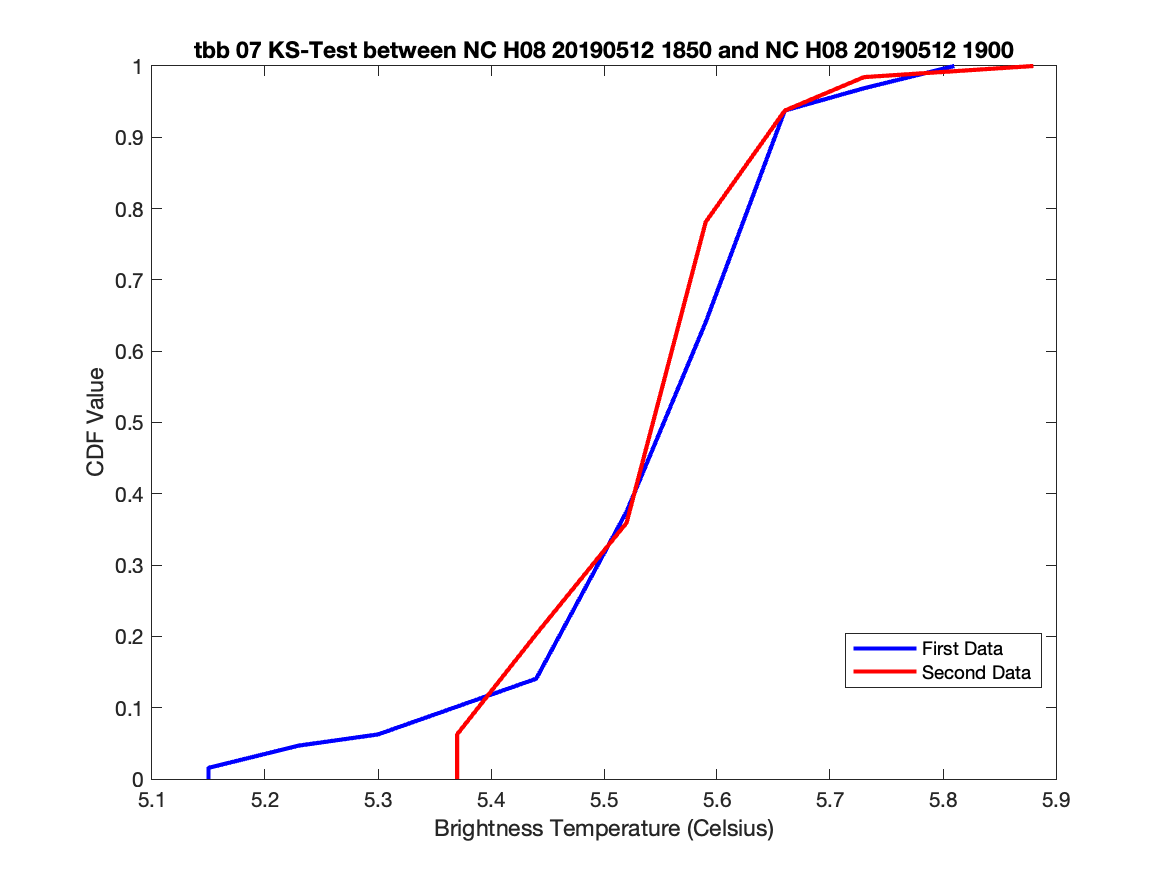 tbb 07 KS-Test between NC H08 20190512 1850 and NC H08 20190512 1900
1
0.9
0.8
0.7
0.6
0.5
0.4
0.3
0.2
0.1
0
CDF Value
First Data
Second Data
5.1 5.2 5.3 5.4 5.5 5.6 5.7 5.8 5.9
Brightness Temperature (Celsius)